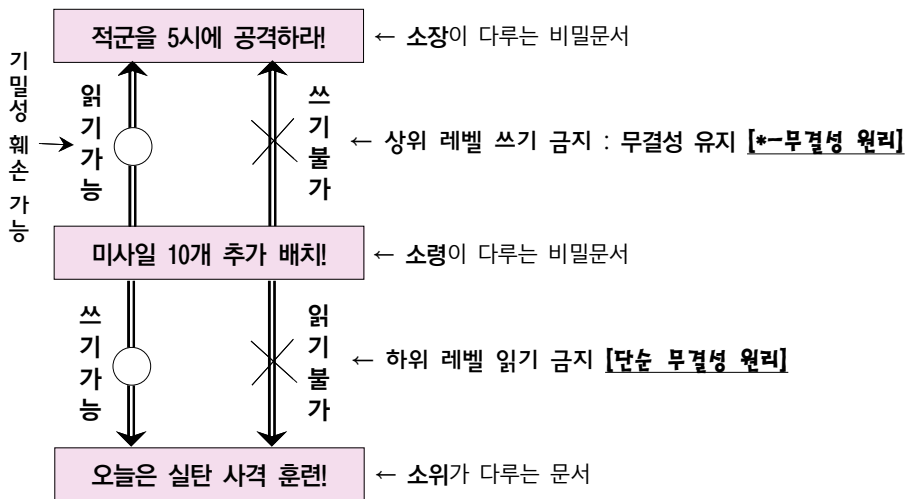 적군을 5시에 공격하라!
← 소장이 다루는 비밀문서
기밀성 훼손 가능
읽기가능
쓰기불가
← 상위 레벨 쓰기 금지 : 무결성 유지 [*-무결성 원리]
미사일 10개 추가 배치!
← 소령이 다루는 비밀문서
쓰기가능
읽기불가
← 하위 레벨 읽기 금지 [단순 무결성 원리]
오늘은 실탄 사격 훈련!
← 소위가 다루는 문서